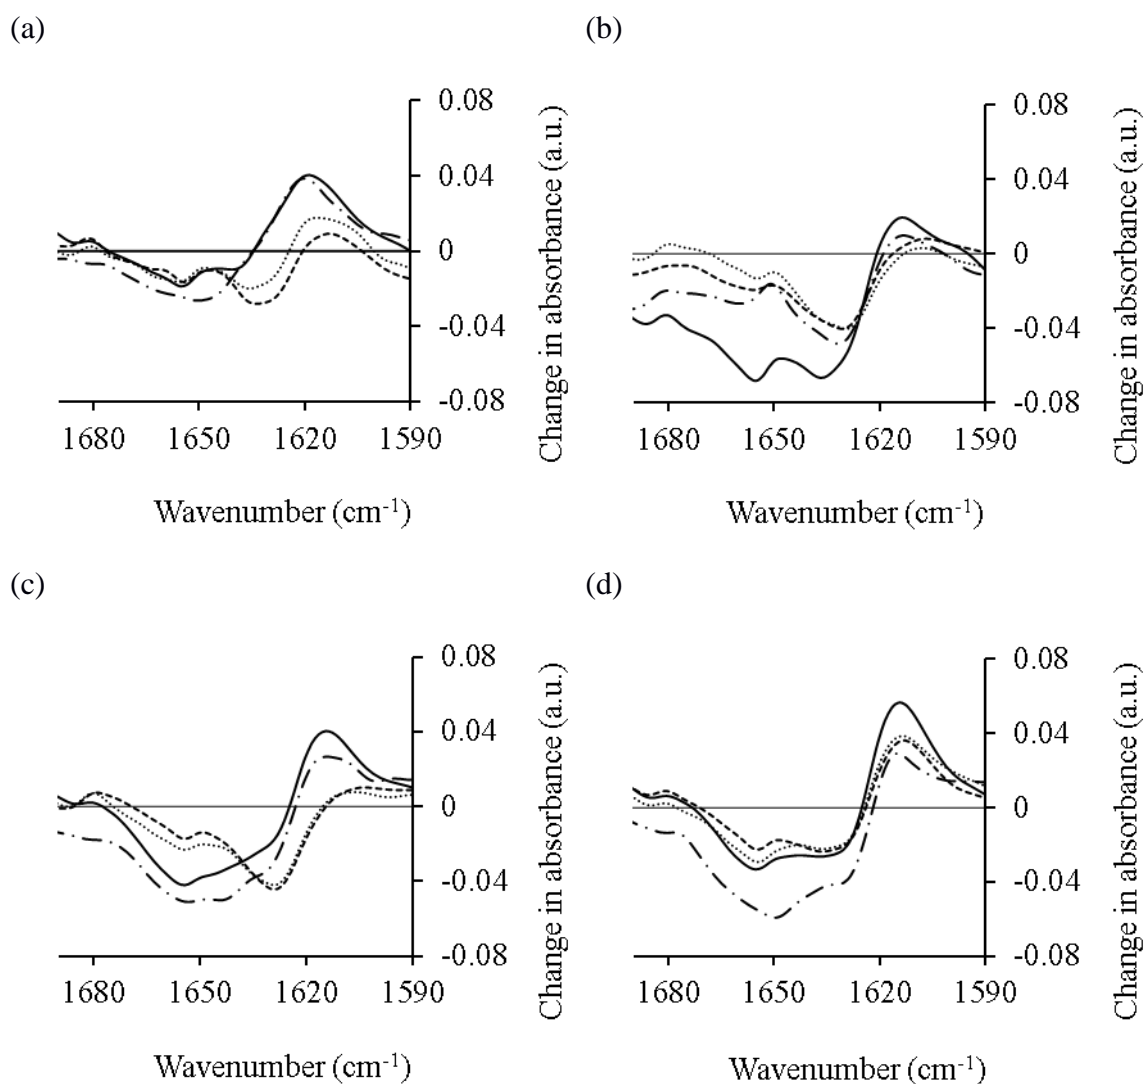 (a)
0.08
0.04
0
-0.04
-0.08
Change in absorbance (a.u.)
1680 1650 1620 1590
Wavenumber (cm-1)
(b)
0.08
0.04
0
-0.04
-0.08
Change in absorbance (a.u.)
1680 1650 1620 1590
Wavenumber (cm-1)
(c)
0.08
0.04
0
-0.04
-0.08
Change in absorbance (a.u.)
1680 1650 1620 1590
Wavenumber (cm-1)
(d)
0.08
0.04
0
-0.04
-0.08
Change in absorbance (a.u.)
1680 1650 1620 1590
Wavenumber (cm-1)